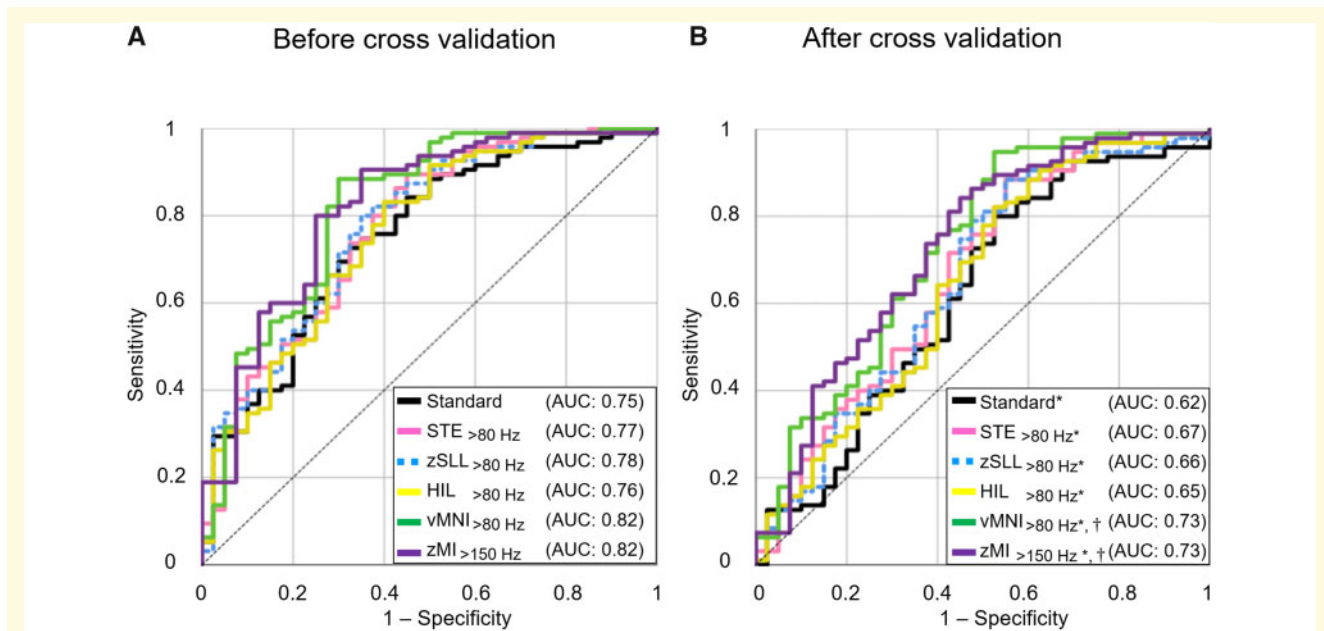 A Before cross validation
Sensitivity
1
0.8
0.6
0.4
0.2
0
0 0.2 0.4 0.6 0.8 1
1 – Specificity
Standard (AUC: 0.75)
STE >80 Hz (AUC: 0.77)
zSLL >80 Hz (AUC: 0.78)
HIL >80 Hz (AUC: 0.76)
vMNI >80 Hz (AUC: 0.82)
zMI >150 Hz (AUC: 0.82)
B After cross validation
Sensitivity
1
0.8
0.6
0.4
0.2
0
0 0.2 0.4 0.6 0.8 1
1 – Specificity
Standard* (AUC: 0.62)
STE >80 Hz* (AUC: 0.67)
zSLL >80 Hz* (AUC: 0.66)
HIL >80 Hz* (AUC: 0.65)
vMNI >80 Hz*, † (AUC: 0.73)
zMI >150 Hz *, † (AUC: 0.73)